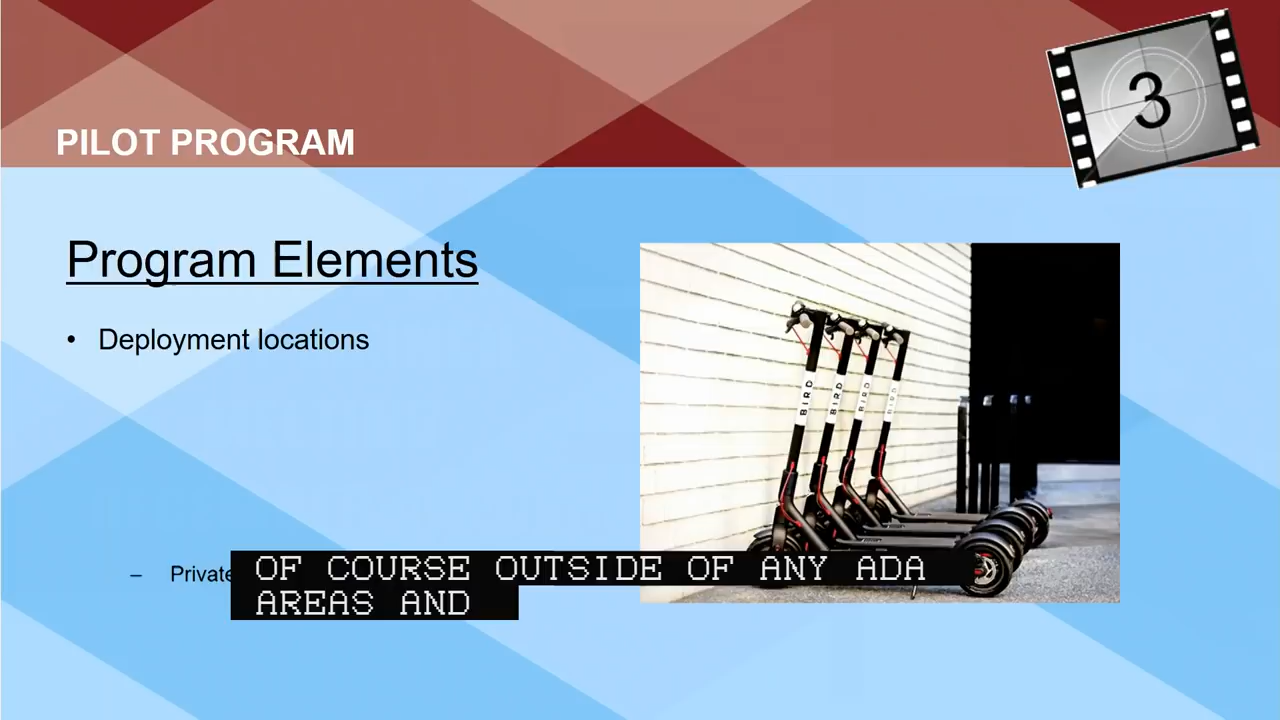 3
PILOT PROGRAM
Program Elements
• Deployment locations
BIRD BIRD BIRD BIRD
– Private
OF COURSE OUTSIDE OF ANY ADA
AREAS AND